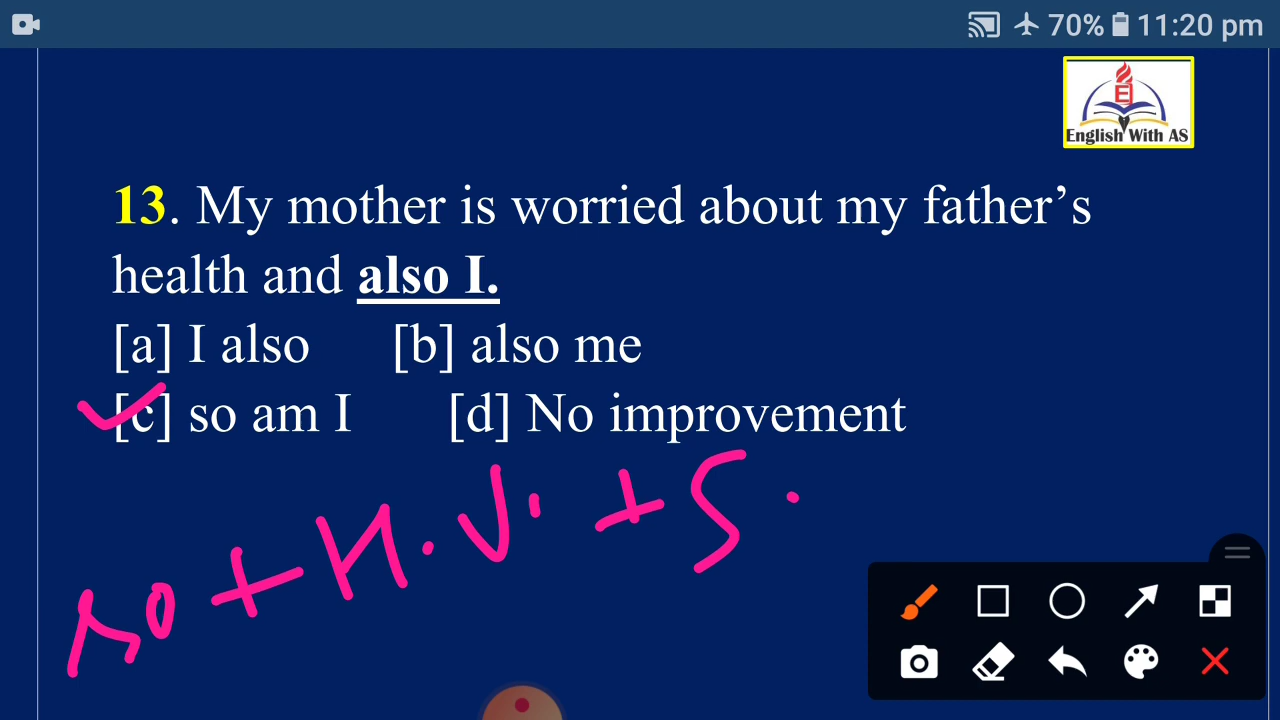 70% 11:20 pm
English With AS
13. My mother is worried about my father's
health and also I.
[a] I also [b] also me
[c] so am I [d] No improvement
so + H.V. + S.